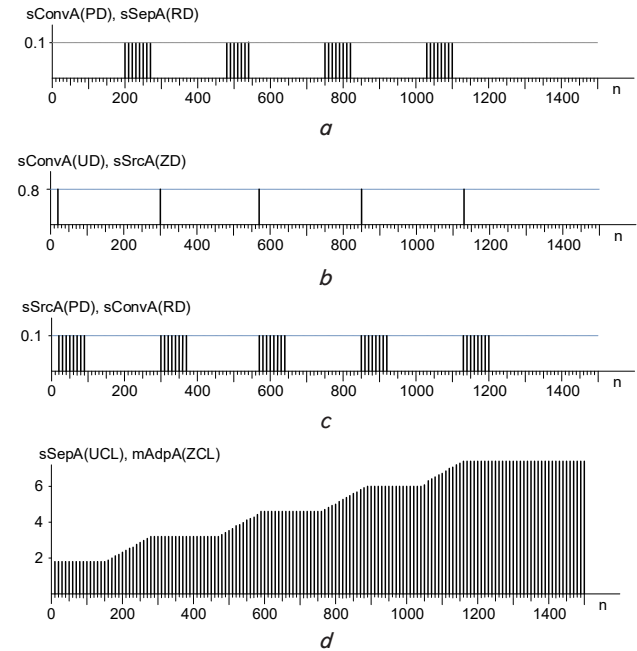 sConvA(PD), sSepA(RD)
0.1
0 200 400 600 800 1000 1200 1400 n
a
sConvA(UD), sSrcA(ZD)
0.8
0 200 400 600 800 1000 1200 1400 n
b
sSrcA(PD), sConvA(RD)
0.1
0 200 400 600 800 1000 1200 1400 n
c
sSepA(UCL), mAdpA(ZCL)
6
4
2
0 200 400 600 800 1000 1200 1400 n
d